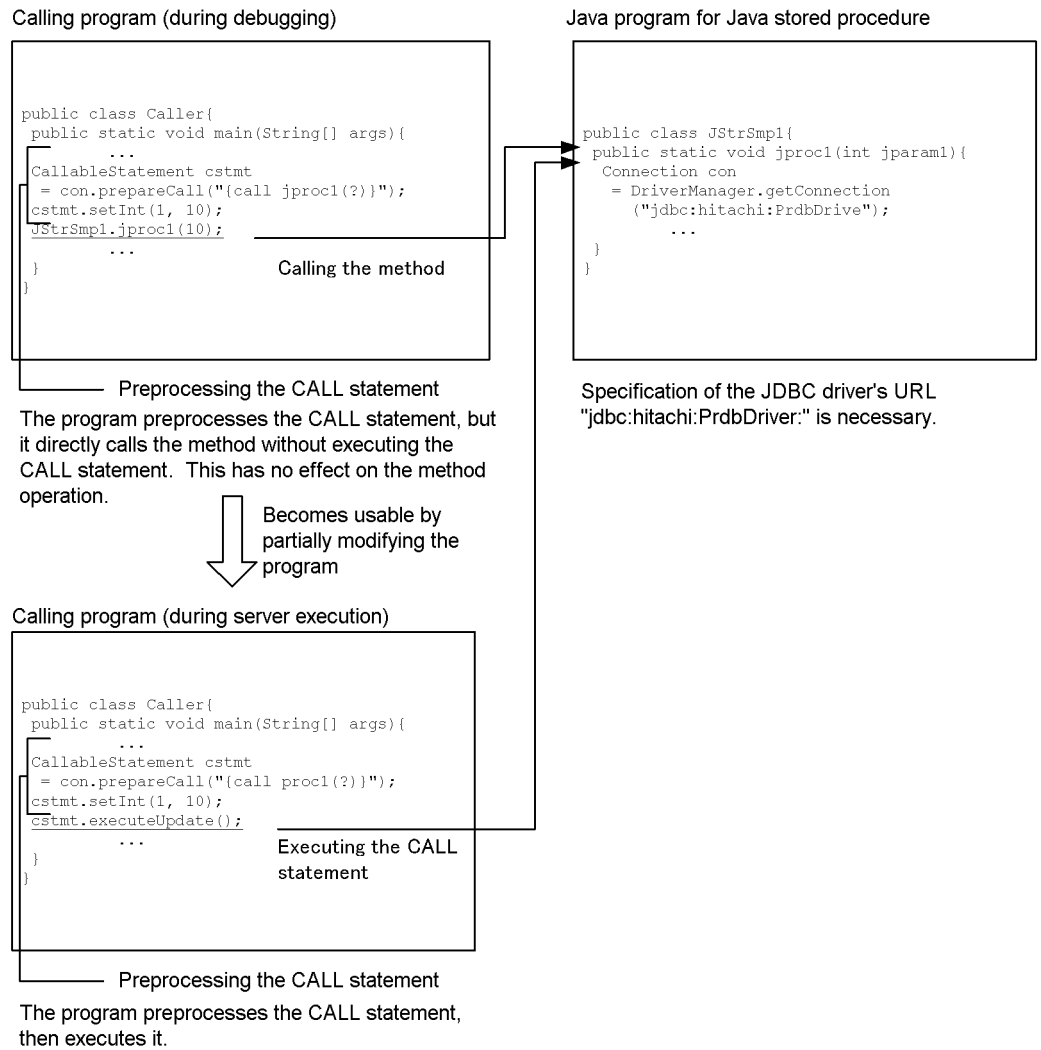 Calling program (during debugging)
public class Caller{
public static void main(String[] args){
...
CallableStatement cstmt
= con.prepareCall("{call jproc1(?)}");
cstmt.setInt(1, 10);
JStrSmp1.jproc1(10);
...
}
}
Calling the method
Preprocessing the CALL statement
The program preprocesses the CALL statement, but
it directly calls the method without executing the
CALL statement. This has no effect on the method
operation.
Becomes usable by
partially modifying the
program
Java program for Java stored procedure
public class JStrSmp1{
public static void jproc1(int jparam1){
Connection con
= DriverManager.getConnection
("jdbc:hitachi:PrdbDrive");
...
}
}
Specification of the JDBC driver's URL
"jdbc:hitachi:PrdbDriver:" is necessary.
Calling program (during server execution)
public class Caller{
public static void main(String[] args){
...
CallableStatement cstmt
= con.prepareCall("{call proc1(?)}");
cstmt.setInt(1, 10);
cstmt.executeUpdate();
...
}
}
Executing the CALL
statement
Preprocessing the CALL statement
The program preprocesses the CALL statement,
then executes it.